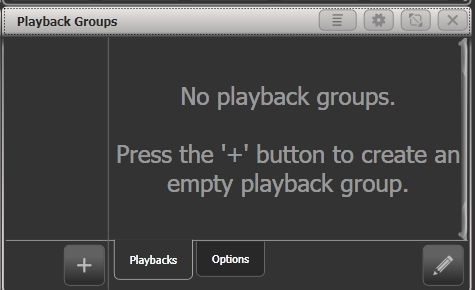 Playback Groups
No playback groups.
Press the '+' button to create an
empty playback group.
+
Playbacks
Options